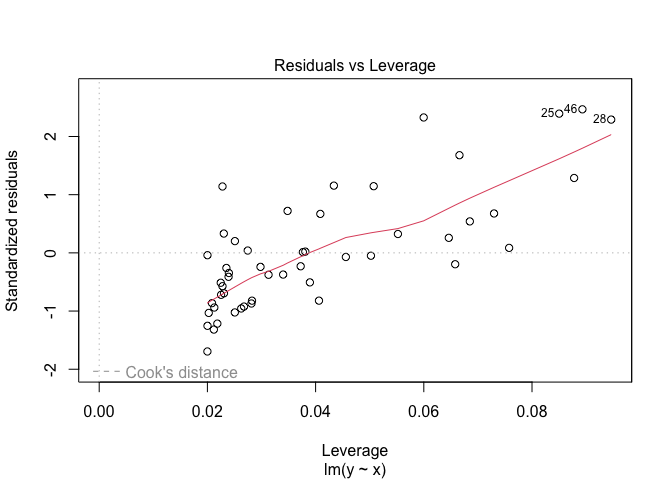 Residuals vs Leverage
Standardized residuals
2
1
0
-1
-2
25
46
28
Cook's distance
0.00 0.02 0.04 0.06 0.08
Leverage
lm(y ~ x)